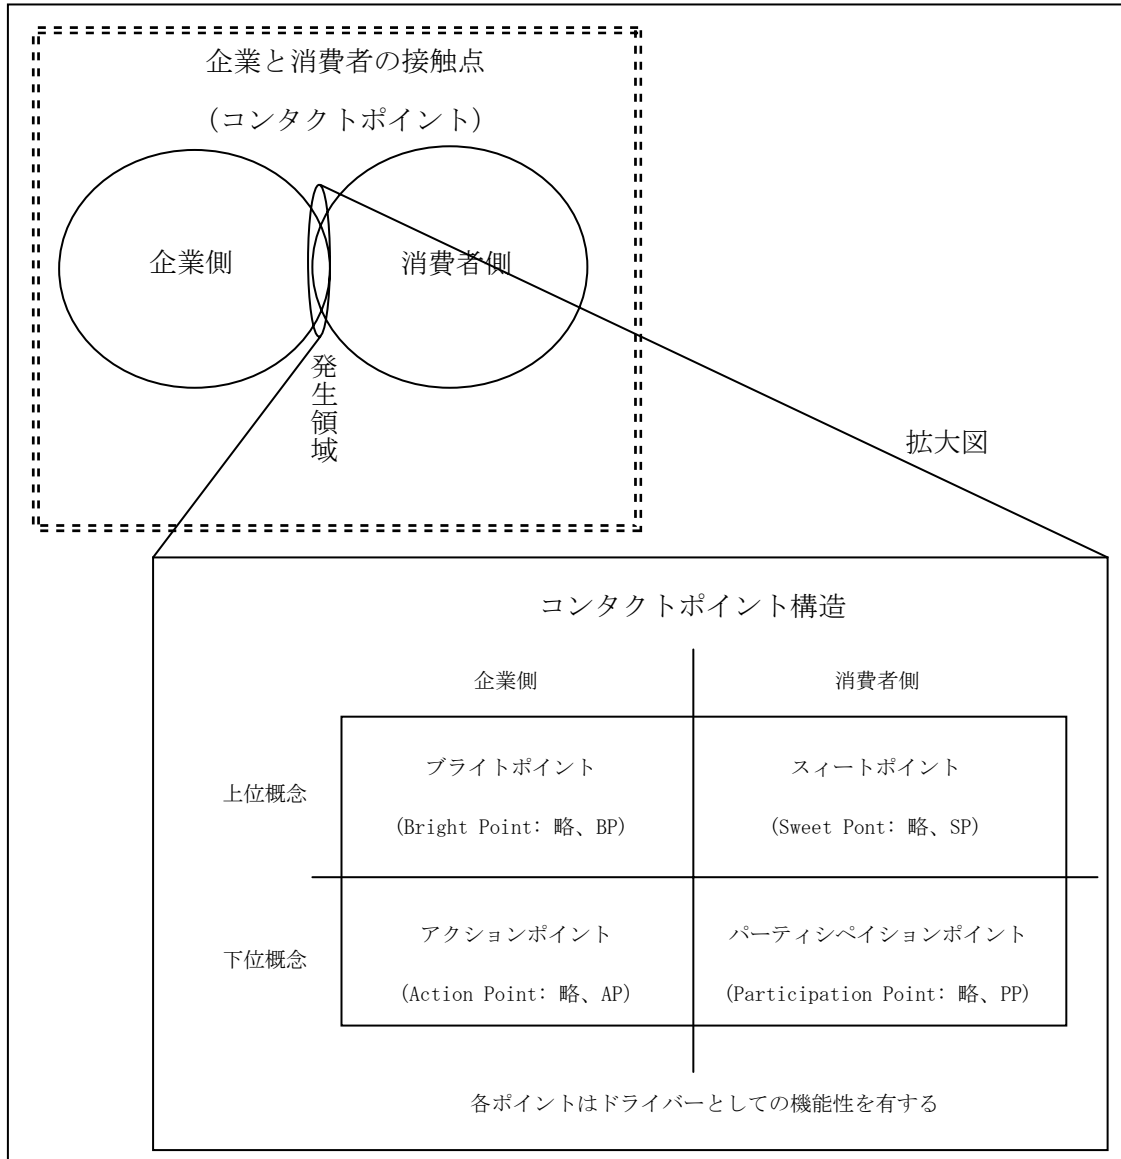 企業と消費者の接触点
（コンタクトポイント）
企業側
消費者側
発生領域
拡大図
コンタクトポイント構造
企業側
消費者側
上位概念
ブライトポイント
(Bright Point: 略、BP)
スィートポイント
(Sweet Pont: 略、SP)
下位概念
アクションポイント
(Action Point: 略、AP)
パーティシペイションポイント
(Participation Point: 略、PP)
各ポイントはドライバーとしての機能性を有する